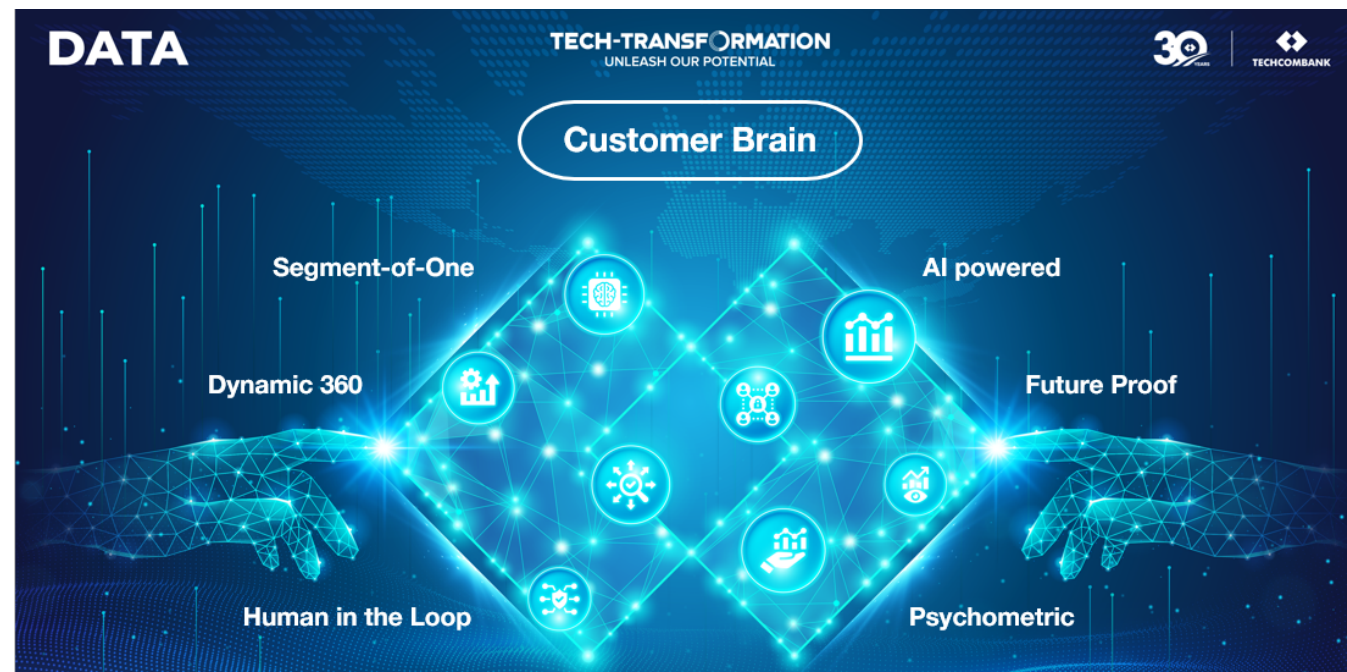 DATA
TECH-TRANSFORMATION
UNLEASH OUR POTENTIAL
30 YEARS
TECHCOMBANK
Customer Brain
Segment-of-One
AI powered
Dynamic 360
Future Proof
Human in the Loop
Psychometric